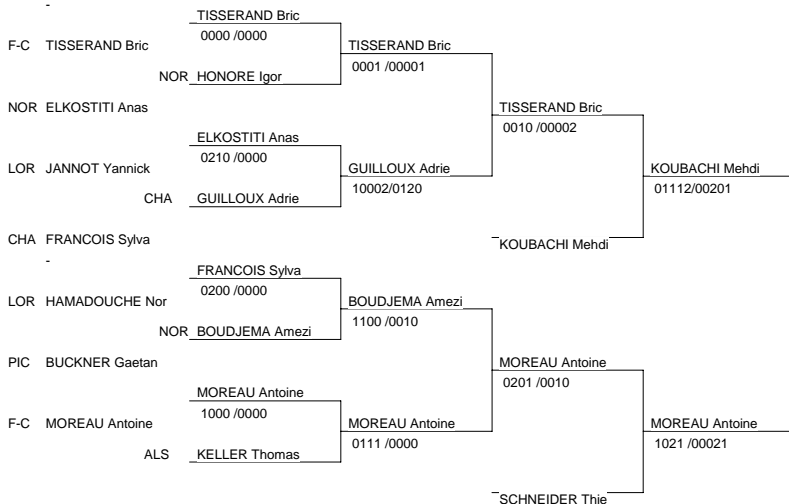 -
TISSERAND Bric
F-C TISSERAND Bric
0000 /0000
TISSERAND Bric
NOR HONORE Igor
0001 /00001
NOR ELKOSTITI Anas
TISSERAND Bric
0010 /00002
ELKOSTITI Anas
LOR JANNOT Yannick
0210 /0000
GUILLOUX Adrie
KOUBACHI Mehdi
CHA GUILLOUX Adrie
10002/0120
01112/00201
CHA FRANCOIS Sylva
KOUBACHI Mehdi
-
FRANCOIS Sylva
LOR HAMADOUCHE Nor
0200 /0000
BOUDJEMA Amezi
NOR BOUDJEMA Amezi
1100 /0010
PIC BUCKNER Gaetan
MOREAU Antoine
0201 /0010
MOREAU Antoine
F-C MOREAU Antoine
1000 /0000
MOREAU Antoine
MOREAU Antoine
ALS KELLER Thomas
0111 /0000
1021 /00021
SCHNEIDER Thie